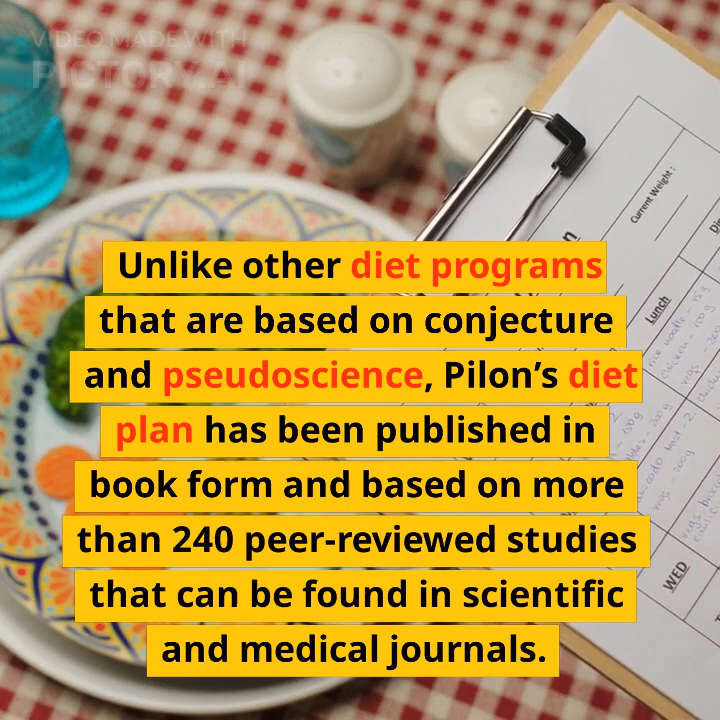 VIDEO MADE WITH
PICTORY.AI
Current Weight :
Lunch
Unlike other diet programs
that are based on conjecture
and pseudoscience, Pilon’s diet
plan has been published in
book form and based on more
than 240 peer-reviewed studies
that can be found in scientific
and medical journals.
WED